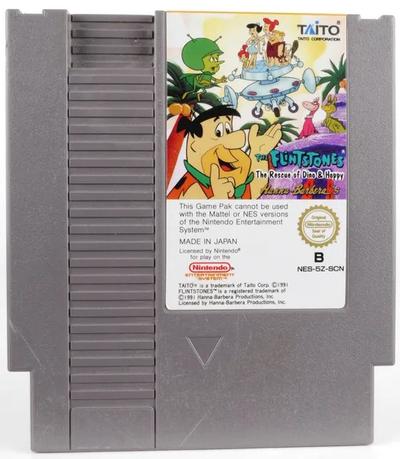 TAITO
TAITO CORPORATION
THE FLINTSTONES
The Rescue of Dino & Hoppy
Hanna-Barbera's
This Game Pak cannot be used
with the Mattel or NES versions
of the Nintendo Entertainment
System™
MADE IN JAPAN
Licensed by Nintendo®
for play on the
Nintendo
ENTERTAINMENT
SYSTEM™
Original
Nintendo
Seal of Quality
B
NES-5Z-SCN
TAITO™ is a trademark of Taito Corp. ©1991
FLINTSTONES™ is a registered trademark of
©1991 Hanna-Barbera Productions, Inc
Licensed by Hanna-Barbera Productions, Inc.